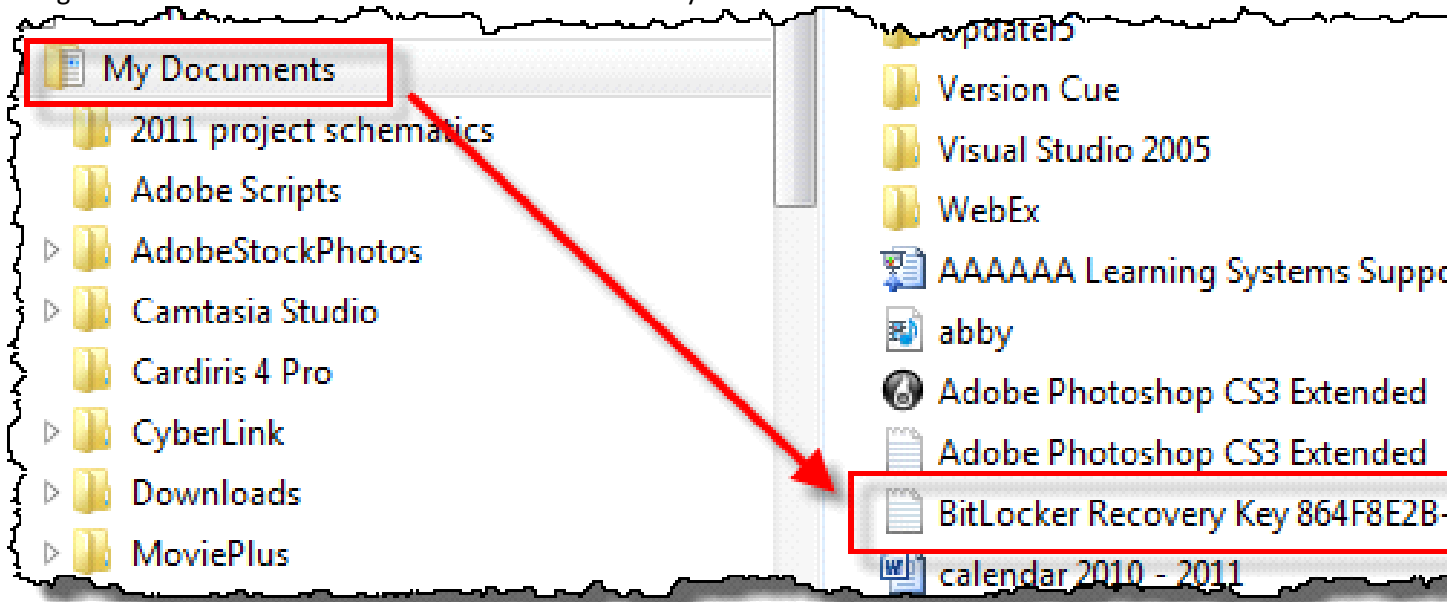 My Documents
2011 project schematics
Adobe Scripts
AdobeStockPhotos
Camtasia Studio
Cardiris 4 Pro
CyberLink
Downloads
MoviePlus
Updater5
Version Cue
Visual Studio 2005
WebEx
AAAAAA Learning Systems Suppo
abby
Adobe Photoshop CS3 Extended
Adobe Photoshop CS3 Extended
BitLocker Recovery Key 864F8E2B-
calendar 2010 - 2011